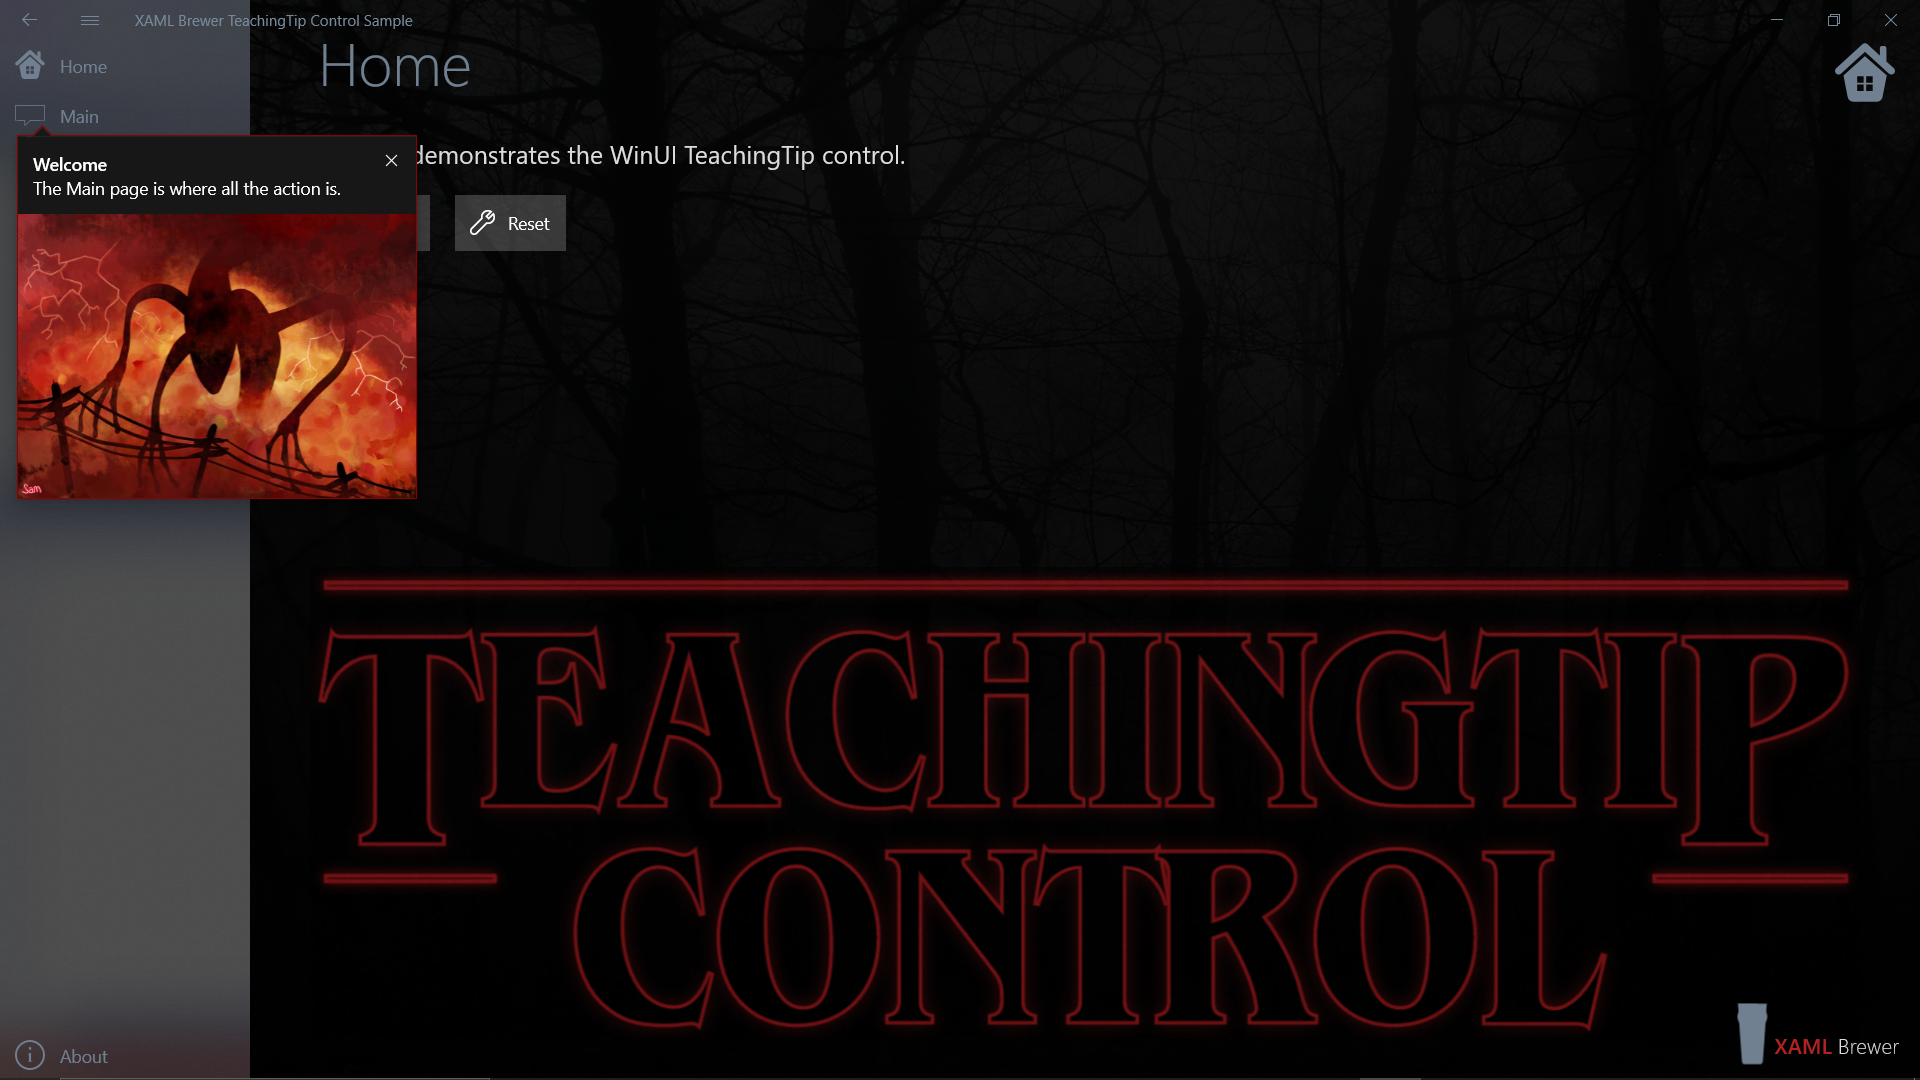 XAML Brewer TeachingTip Control Sample
Home
Home
Main
Welcome
The Main page is where all the action is.
demonstrates the WinUI TeachingTip control.
Reset
Sam
TEACHINGTIP
CONTROL
About
XAML Brewer